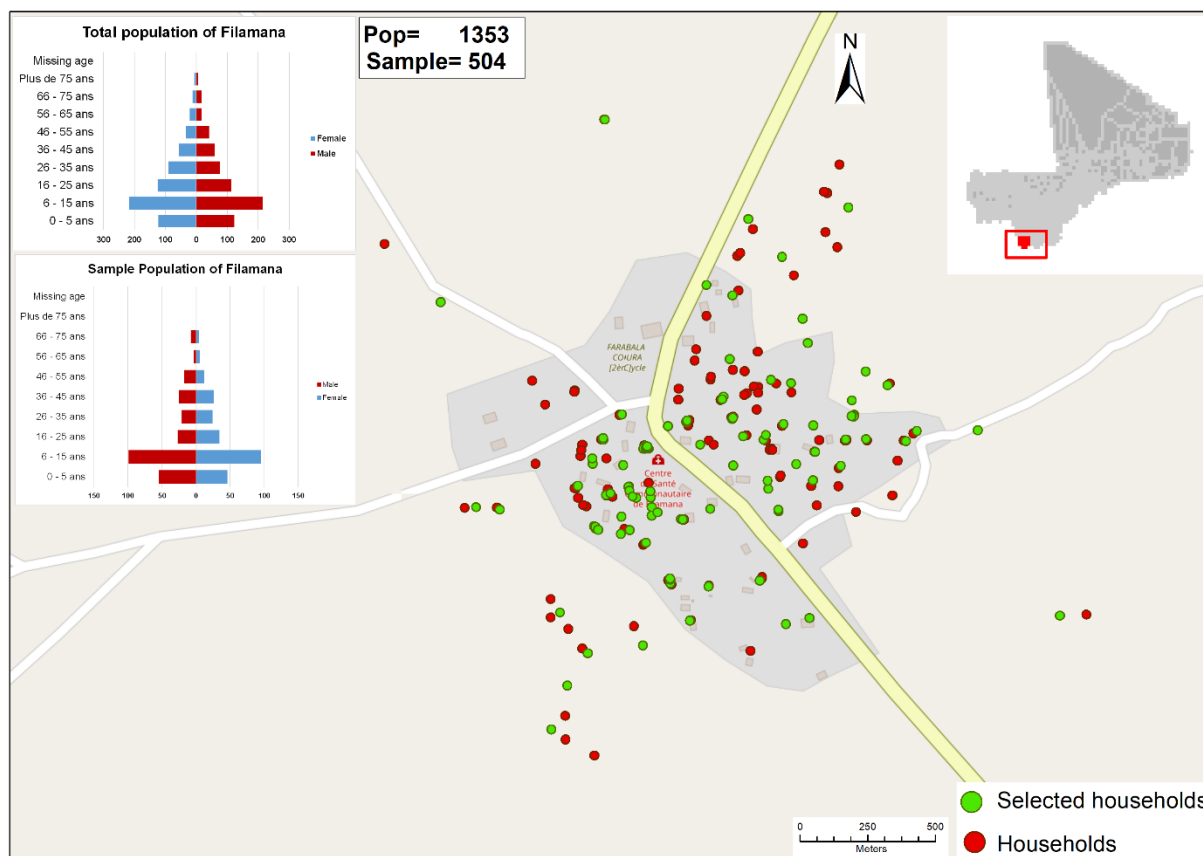 Total population of Filamana
Missing age
Plus de 75 ans
66 - 75 ans
56 - 65 ans
46 - 55 ans
36 - 45 ans
26 - 35 ans
16 - 25 ans
6 - 15 ans
0 - 5 ans
300 200 100 0 100 200 300
Female
Male
Sample Population of Filamana
Missing age
Plus de 75 ans
66 - 75 ans
56 - 65 ans
46 - 55 ans
36 - 45 ans
26 - 35 ans
16 - 25 ans
6 - 15 ans
0 - 5 ans
150 100 50 0 50 100 150
Male
Female
Pop= 1353
Sample= 504
N
FARABALA
COURA
[2èrC]ycle
Centre
Santé
de
0 250 500
Meters
Selected households
Households